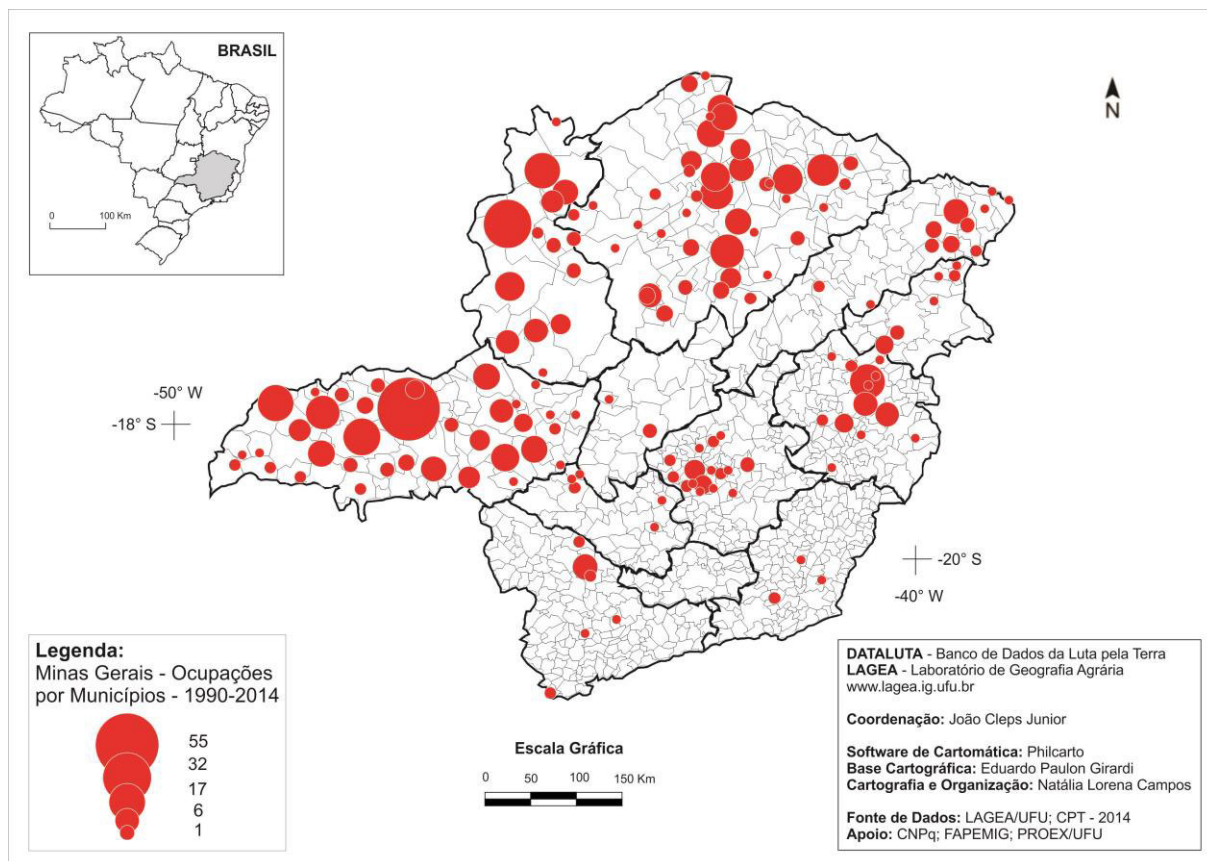 BRASIL
0 100 Km
N
-50° W
-18° S
-20° S
-40° W
Legenda:
Minas Gerais - Ocupações
por Municípios - 1990-2014
55
32
17
6
1
Escala Gráfica
0 50 100 150 Km
DATALUTA - Banco de Dados da Luta pela Terra
LAGEA - Laboratório de Geografia Agrária
www.lagea.ig.ufu.br
Coordenação: João Cleps Junior
Software de Cartomática: Philcarto
Base Cartográfica: Eduardo Paulon Girardi
Cartografia e Organização: Natália Lorena Campos
Fonte de Dados: LAGEA/UFU; CPT - 2014
Apoio: CNPq; FAPEMIG; PROEX/UFU